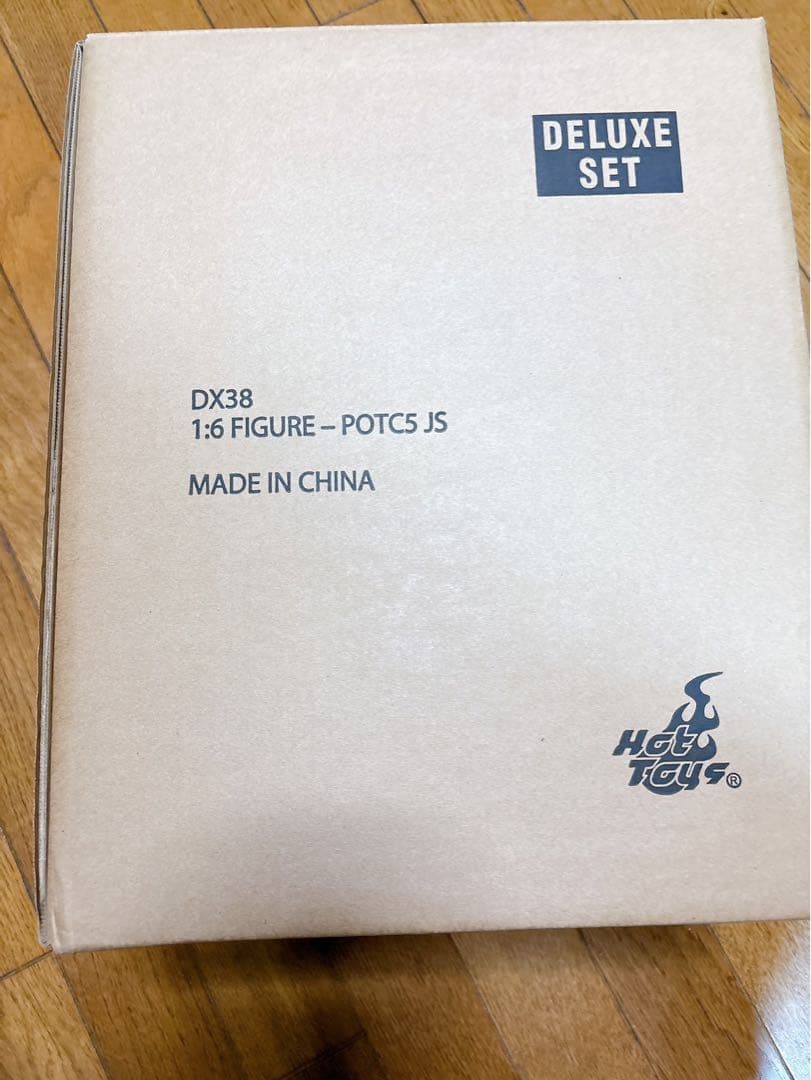 DELUXE
SET
DX38
1:6 FIGURE – POTC5 JS
MADE IN CHINA
Hot
Toys®